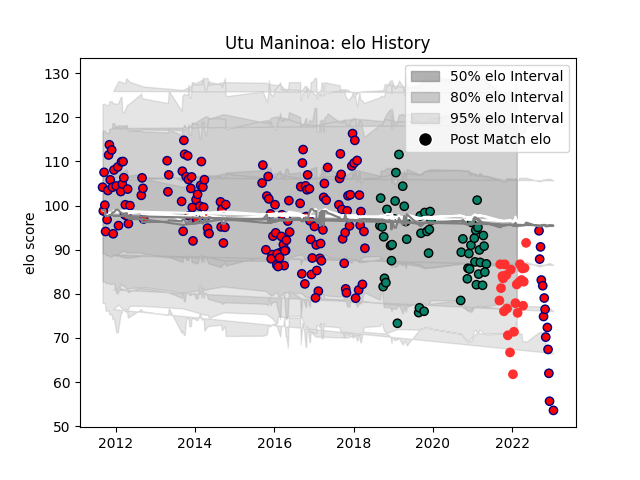 Utu Maninoa: elo History
50% elo Interval
80% elo Interval
95% elo Interval
Post Match elo
elo score
130
120
110
100
90
80
70
60
50
2012
2014
2016
2018
2020
2022